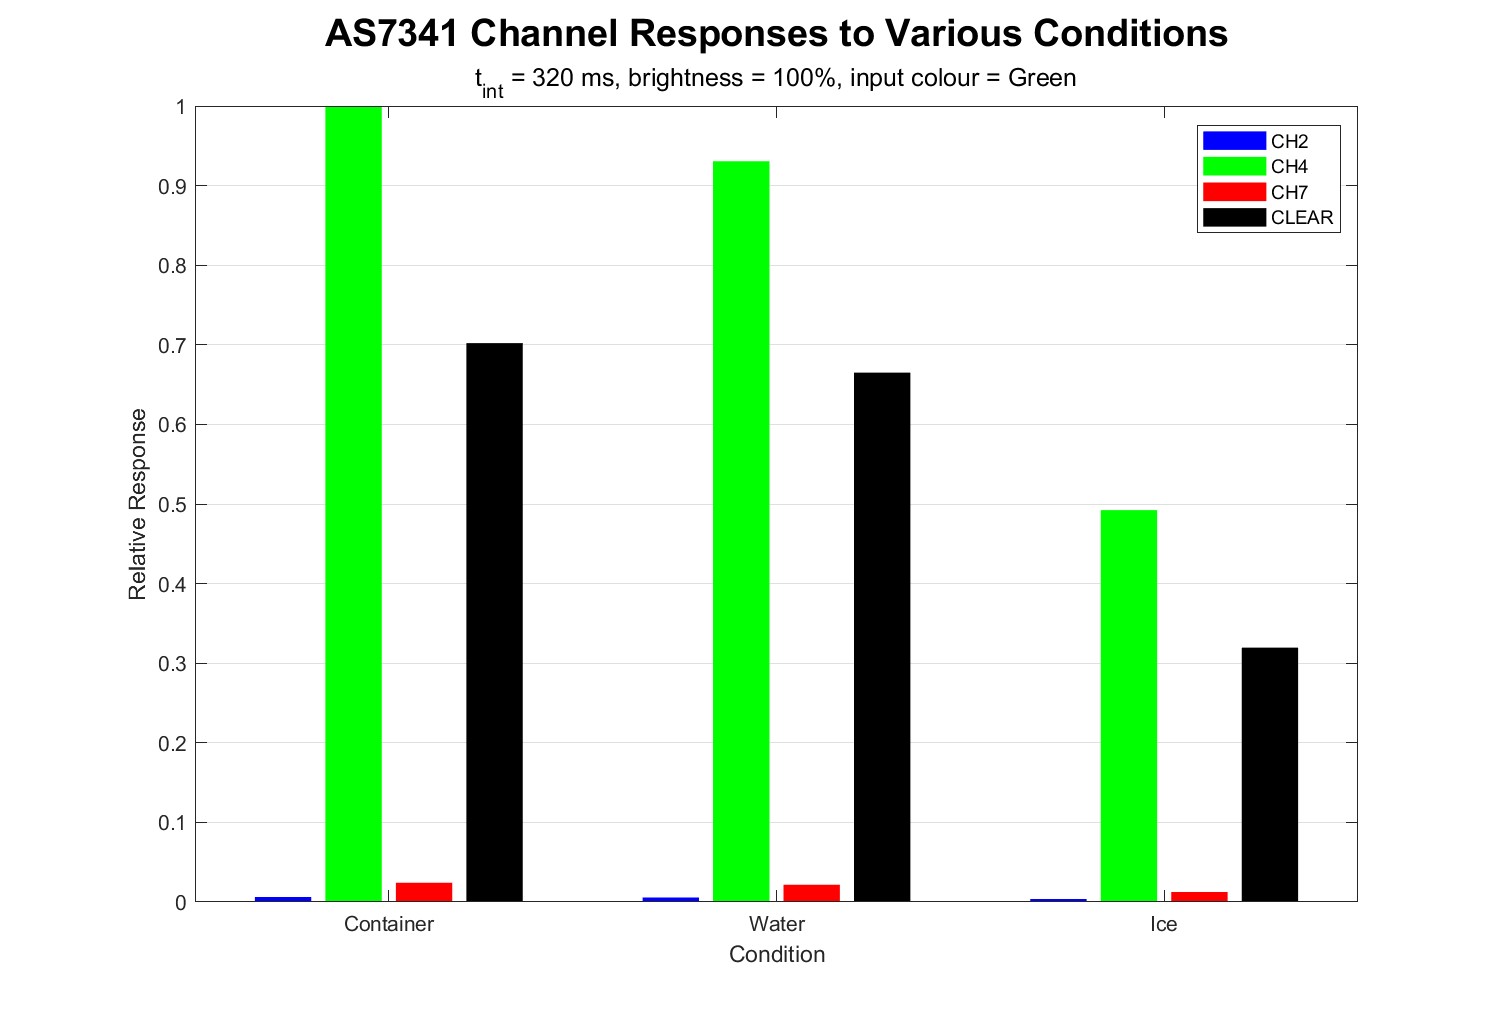 AS7341 Channel Responses to Various Conditions
t_int = 320 ms, brightness = 100%, input colour = Green
CH2
CH4
CH7
CLEAR
Relative Response
1
0.9
0.8
0.7
0.6
0.5
0.4
0.3
0.2
0.1
0
Container Water Ice
Condition